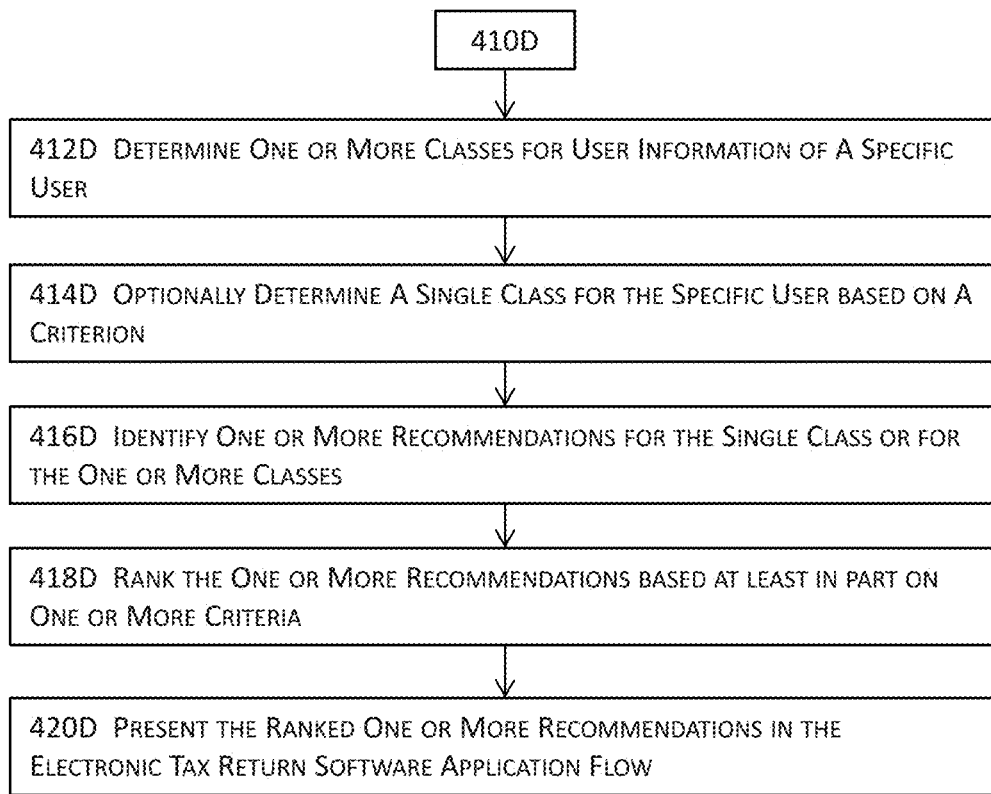 410D
412D DETERMINE ONE OR MORE CLASSES FOR USER INFORMATION OF A SPECIFIC
USER
414D OPTIONALLY DETERMINE A SINGLE CLASS FOR THE SPECIFIC USER BASED ON A
CRITERION
416D IDENTIFY ONE OR MORE RECOMMENDATIONS FOR THE SINGLE CLASS OR FOR
THE ONE OR MORE CLASSES
418D RANK THE ONE OR MORE RECOMMENDATIONS BASED AT LEAST IN PART ON
ONE OR MORE CRITERIA
420D PRESENT THE RANKED ONE OR MORE RECOMMENDATIONS IN THE
ELECTRONIC TAX RETURN SOFTWARE APPLICATION FLOW